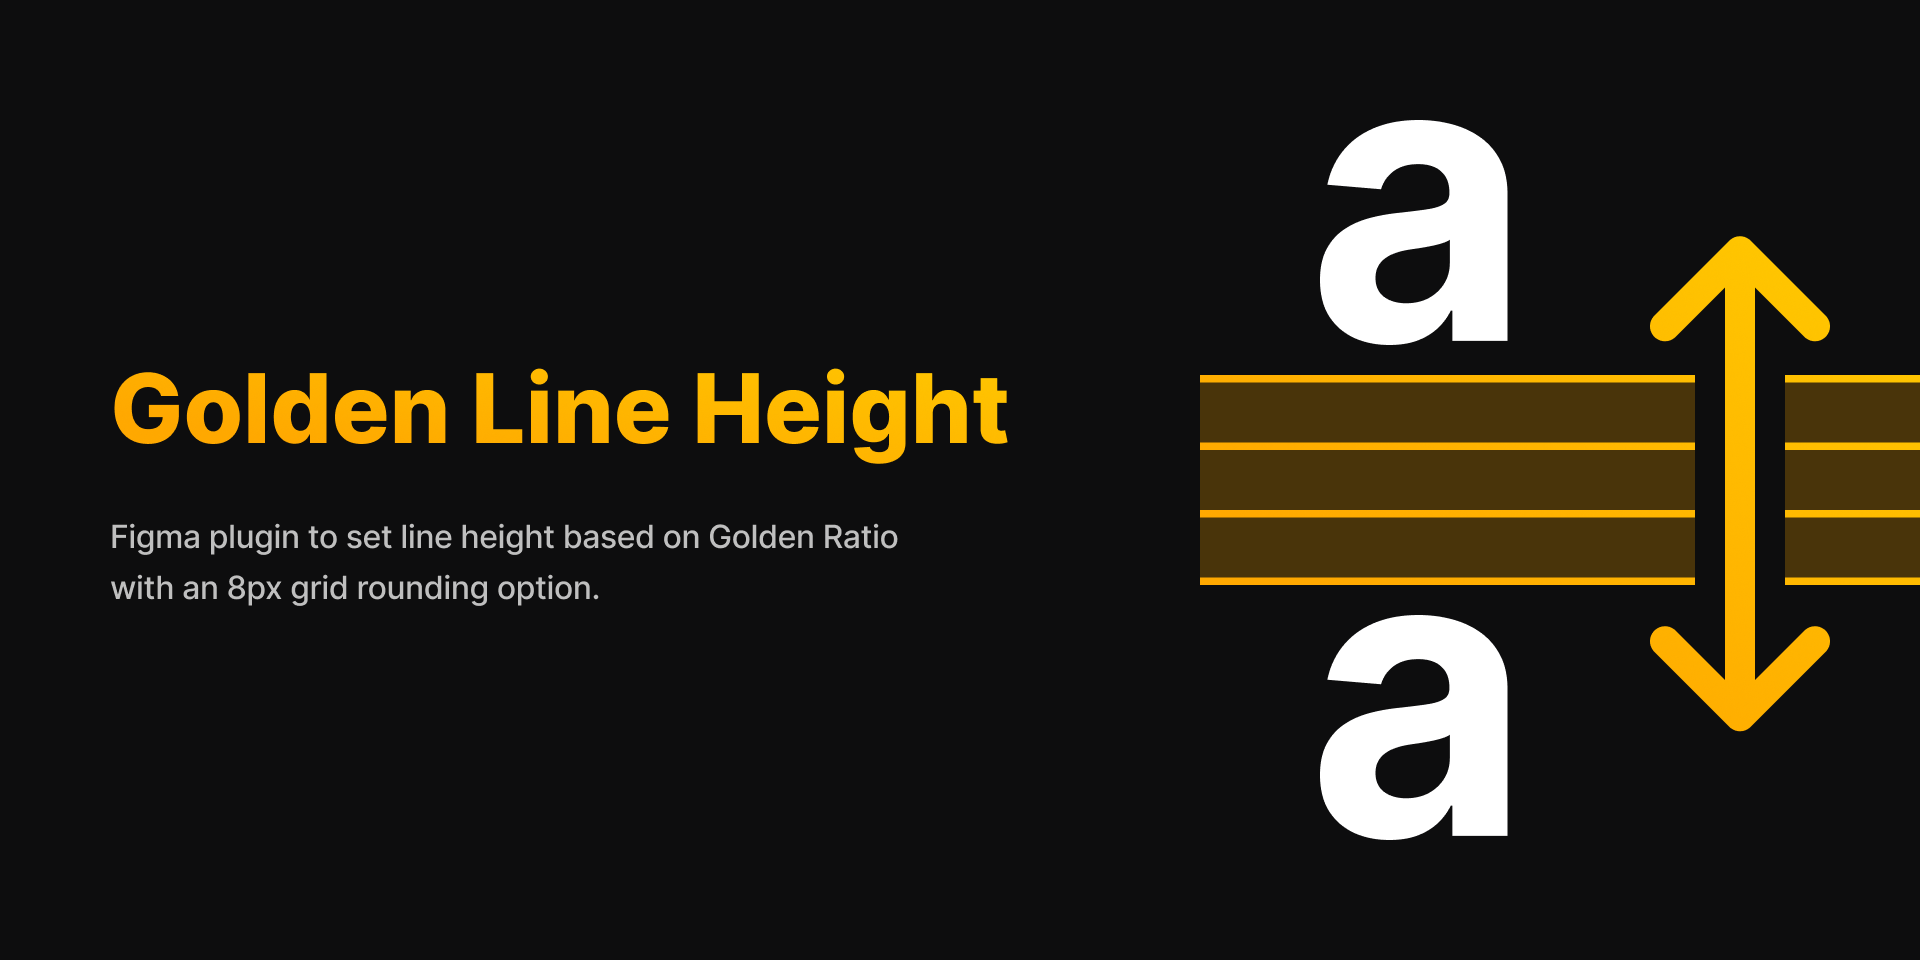 Golden Line Height
Figma plugin to set line height based on Golden Ratio
with an 8px grid rounding option.
a
a